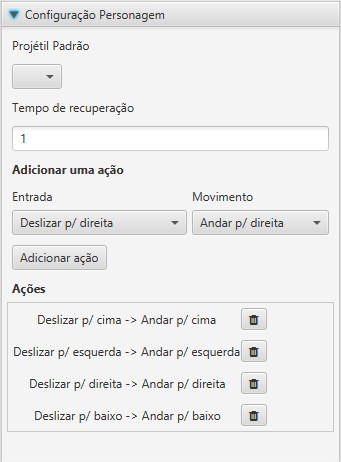 Configuração Personagem
Projétil Padrão
Tempo de recuperação
1
Adicionar uma ação
Entrada Movimento
Deslizar p/ direita Andar p/ direita
Adicionar ação
Ações
Deslizar p/ cima -> Andar p/ cima
Deslizar p/ esquerda -> Andar p/ esquerda
Deslizar p/ direita -> Andar p/ direita
Deslizar p/ baixo -> Andar p/ baixo